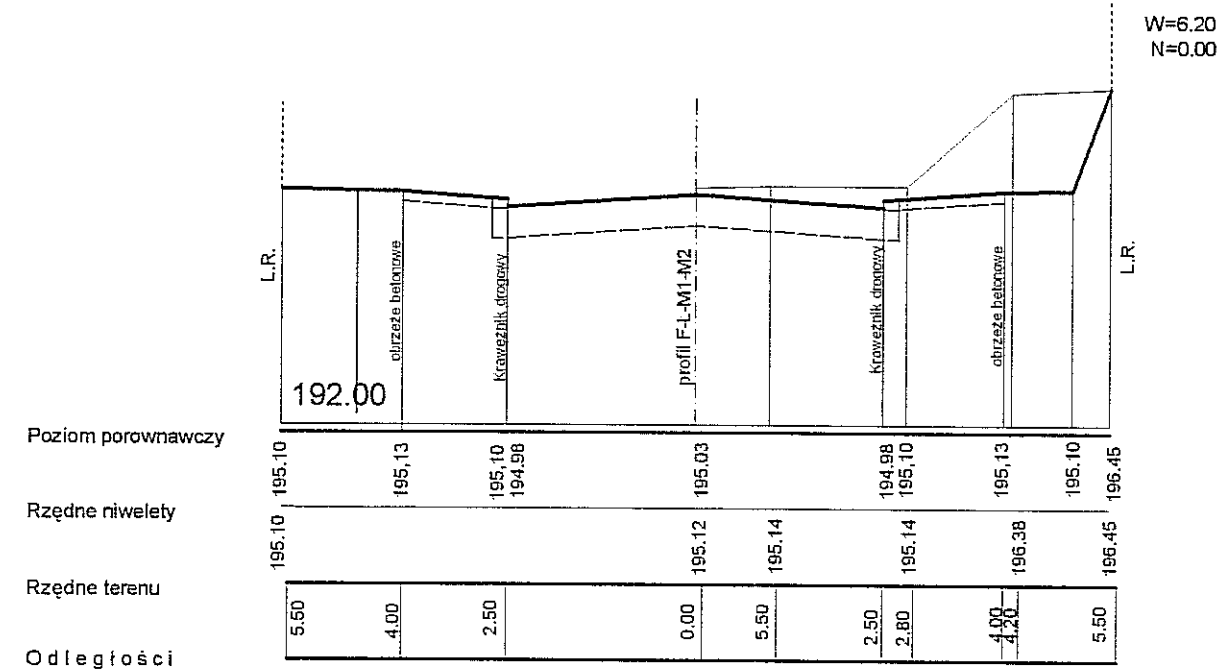 W=6.20
N=0.00
L.R.
obrzeże betonowe
Krawężnik drogowy
profil F-L-M1-M2
Krawężnik drogowy
obrzeże betonowe
L.R.
192.00
Poziom porownawczy
195.10 195,13 195,10 194.98 195.03 194.98 195,10 195,13 195.10 196.45
Rzędne niwelety
195.10 195.12 195.14 195.14 196.38 196.45
Rzędne terenu
5.50 4.00 2.50 0.00 5.50 2.50 2.80 4.00 4.20 5.50
Odległości